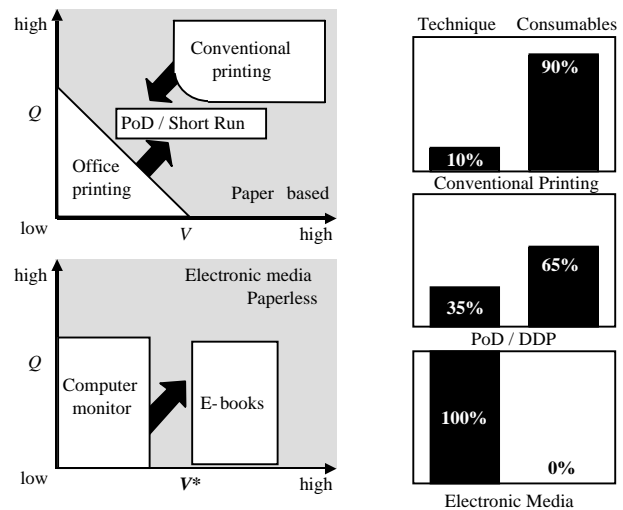 high
Q
low
V
high
Conventional
printing
PoD / Short Run
Office
printing
Paper based
high
Q
low
V*
high
Electronic media
Paperless
Computer
monitor
E-books
Technique Consumables
90%
10%
Conventional Printing
65%
35%
PoD / DDP
100%
0%
Electronic Media